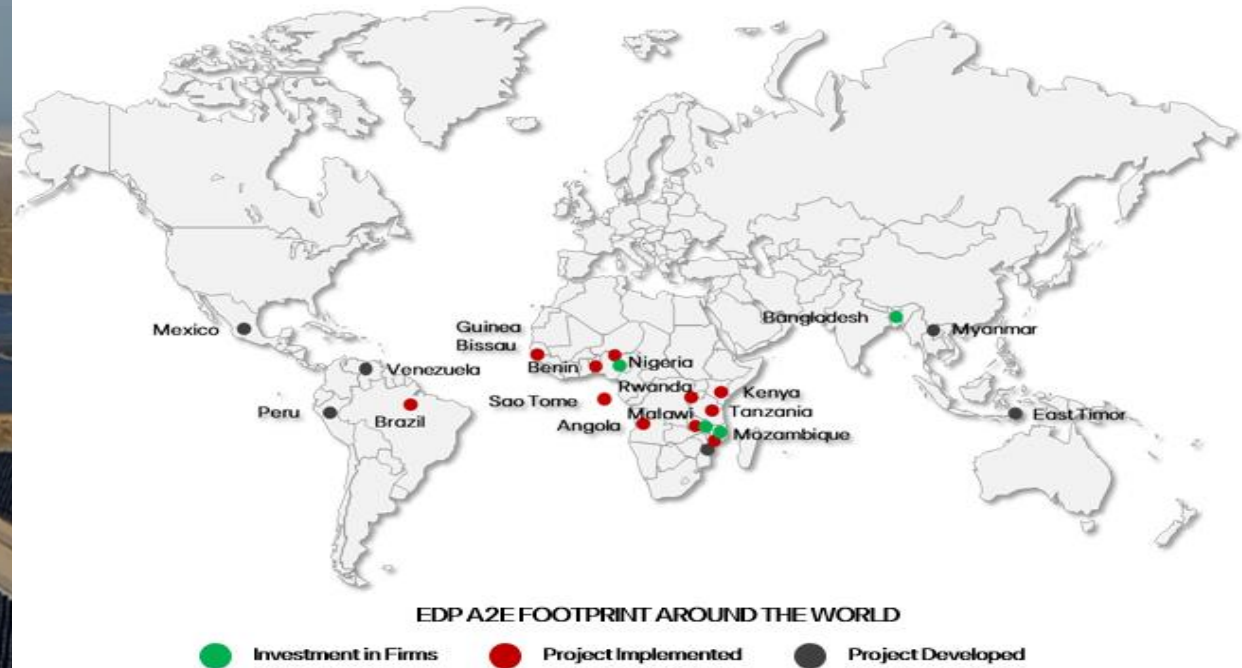 Mexico
Venezuela
Peru
Brazil
Guinea
Bissau
Benin
Nigeria
Sao Tome
Rwanda
Kenya
Malawi
Tanzania
Angola
Mozambique
Bangladesh
Myanmar
East Timor
EDP A2E FOOTPRINT AROUND THE WORLD
Investment in Firms Project Implemented Project Developed